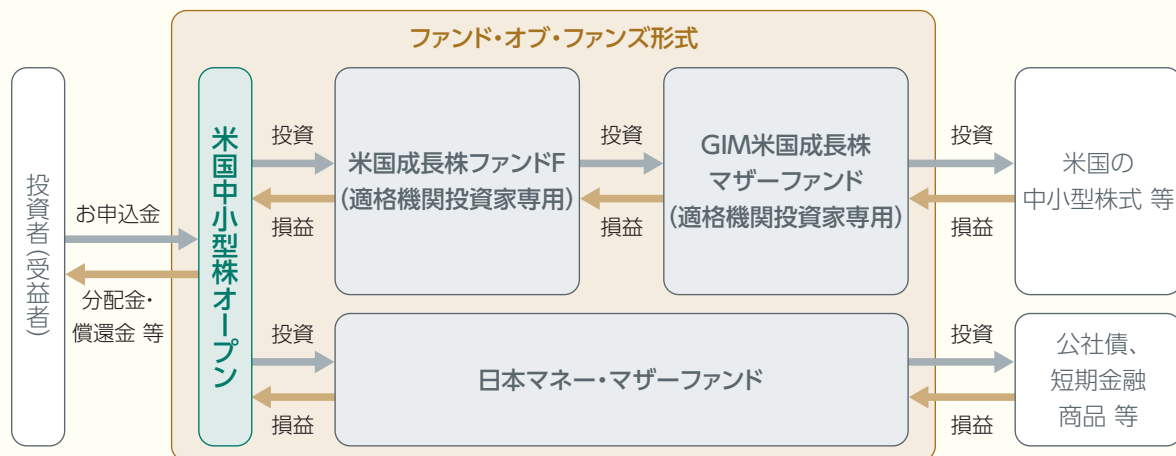 ファンド・オブ・ファンズ形式
投資者(受益者)
お申込金
分配金・
償還金 等
米国中小型株オープン
投資
損益
米国成長株ファンドF
(適格機関投資家専用)
投資
損益
GIM米国成長株
マザーファンド
(適格機関投資家専用)
投資
損益
米国の
中小型株式 等
投資
損益
日本マネー・マザーファンド
投資
損益
公社債、
短期金融
商品 等